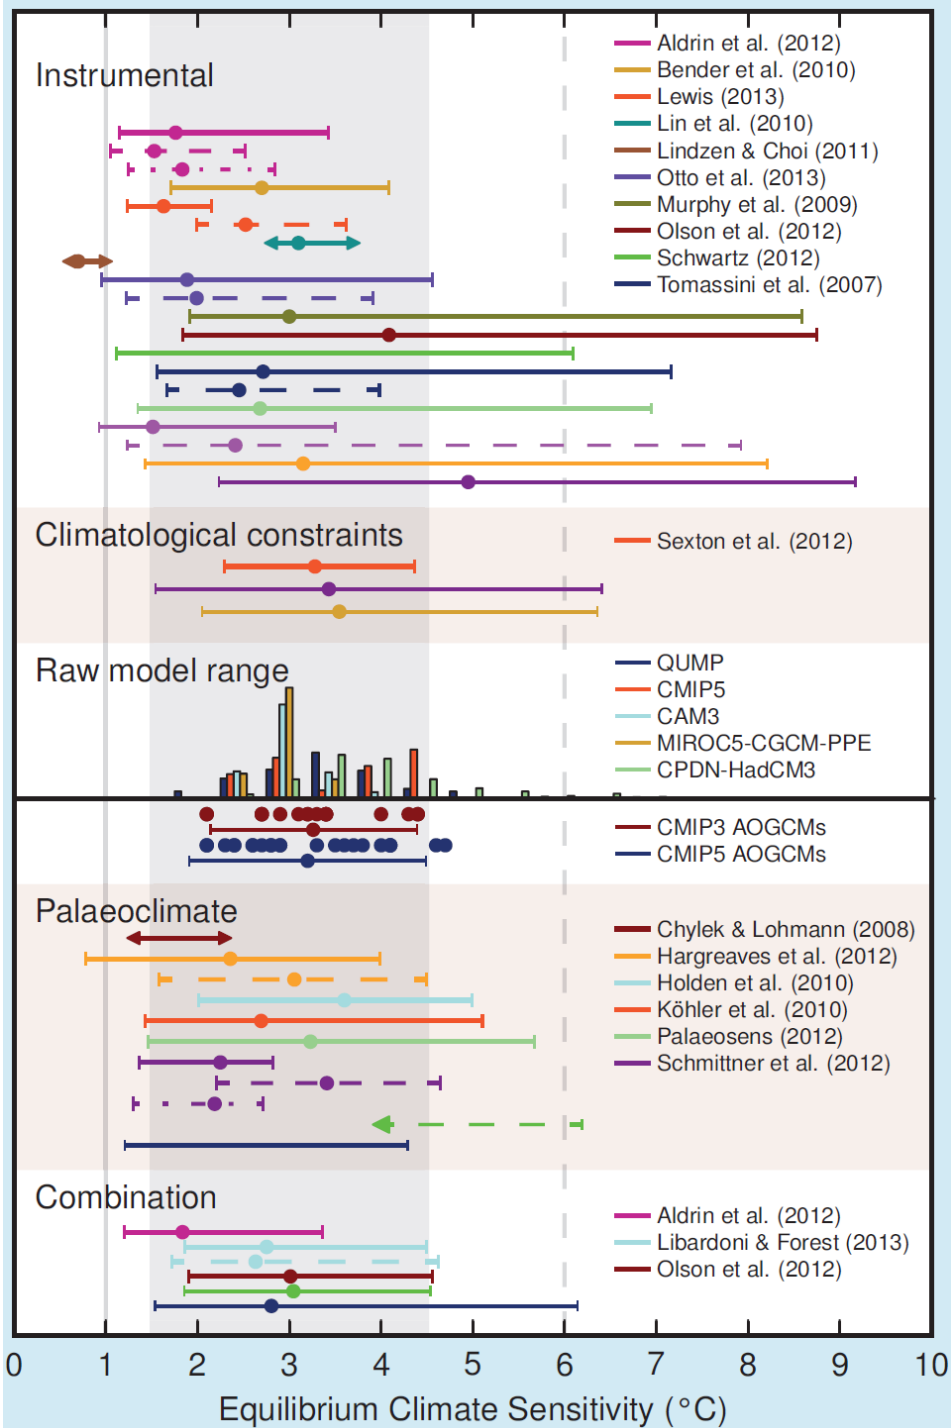 Instrumental
Aldrin et al. (2012)
Bender et al. (2010)
Lewis (2013)
Lin et al. (2010)
Lindzen & Choi (2011)
Otto et al. (2013)
Murphy et al. (2009)
Olson et al. (2012)
Schwartz (2012)
Tomassini et al. (2007)
Climatological constraints
Sexton et al. (2012)
Raw model range
QUMP
CMIP5
CAM3
MIROC5-CGCM-PPE
CPDN-HadCM3
CMIP3 AOGCMs
CMIP5 AOGCMs
Palaeoclimate
Chylek & Lohmann (2008)
Hargreaves et al. (2012)
Holden et al. (2010)
Köhler et al. (2010)
Palaeosens (2012)
Schmittner et al. (2012)
Combination
Aldrin et al. (2012)
Libardoni & Forest (2013)
Olson et al. (2012)
0 1 2 3 4 5 6 7 8 9 10
Equilibrium Climate Sensitivity (°C)